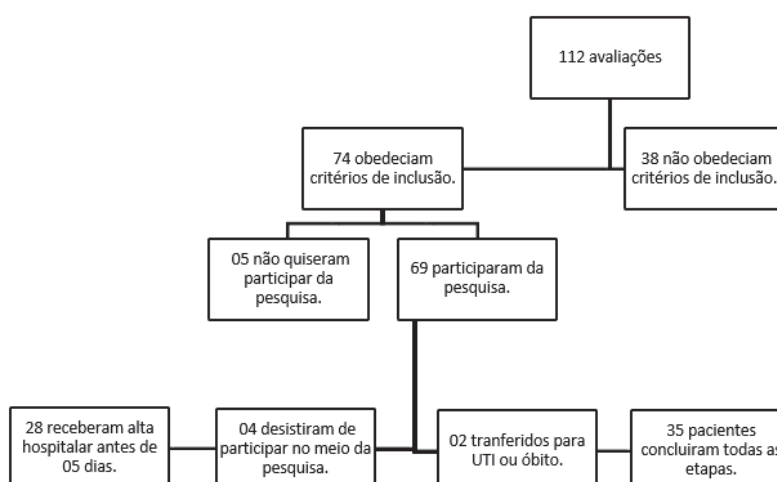 112 avaliações
74 obedeciam
critérios de inclusão.
38 não obedeciam
critérios de inclusão.
05 não quiseram
participar da
pesquisa.
69 participaram da
pesquisa.
28 receberam alta
hospitalar antes de
05 dias.
04 desistiram de
participar no meio da
pesquisa.
02 tranferidos para
UTI ou óbito.
35 pacientes
concluiram todas as
etapas.